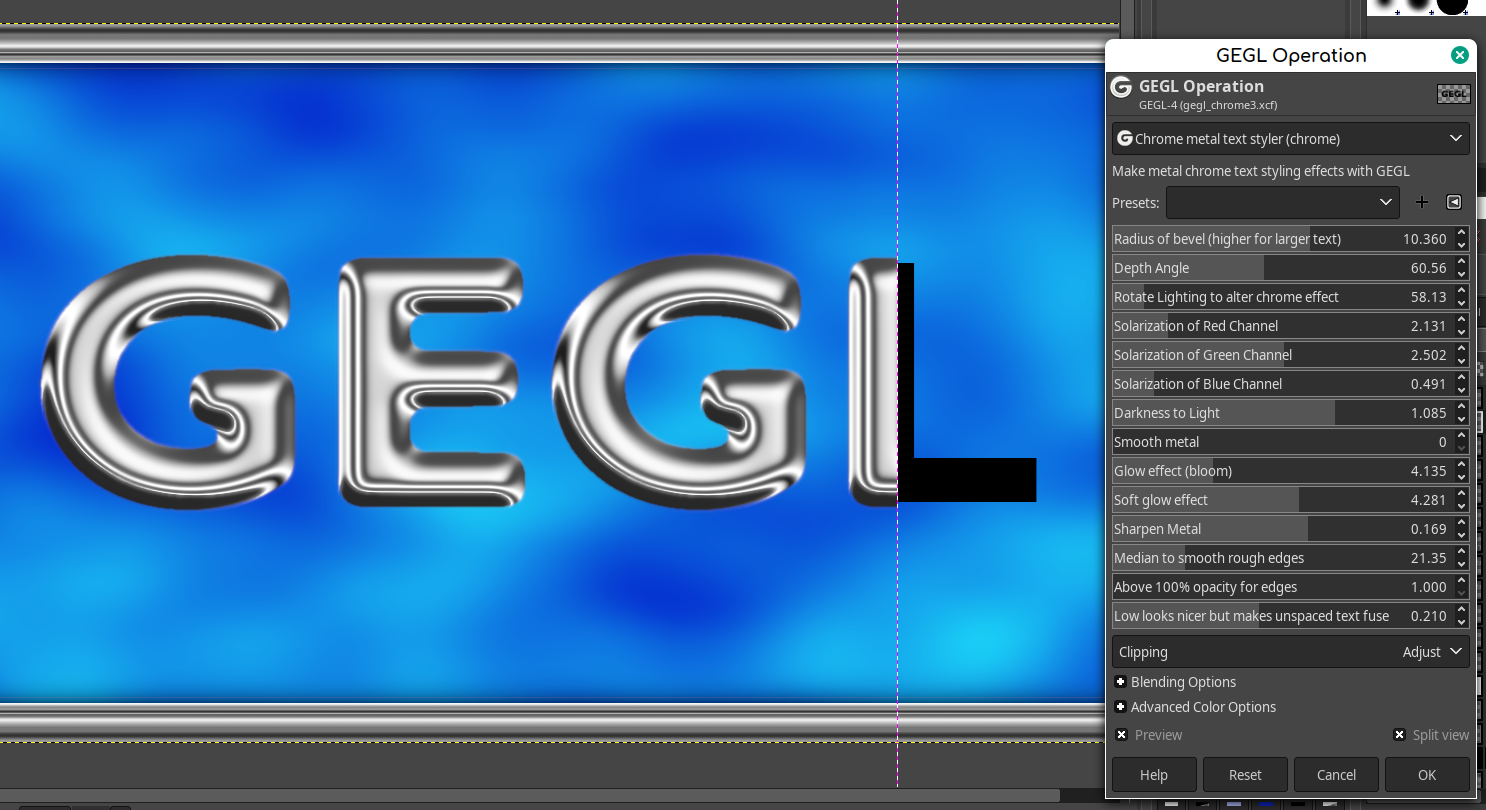 GEGL
GEGL Operation
GEGL Operation
GEGL-4 (gegl_chrome3.xcf)
GEGL
Chrome metal text styler (chrome)
Make metal chrome text styling effects with GEGL
Presets:
Radius of bevel (higher for larger text) 10.360
Depth Angle 60.56
Rotate Lighting to alter chrome effect 58.13
Solarization of Red Channel 2.131
Solarization of Green Channel 2.502
Solarization of Blue Channel 0.491
Darkness to Light 1.085
Smooth metal 0
Glow effect (bloom) 4.135
Soft glow effect 4.281
Sharpen Metal 0.169
Median to smooth rough edges 21.35
Above 100% opacity for edges 1.000
Low looks nicer but makes unspaced text fuse 0.210
Clipping Adjust
Blending Options
Advanced Color Options
Preview Split view
Help Reset Cancel OK